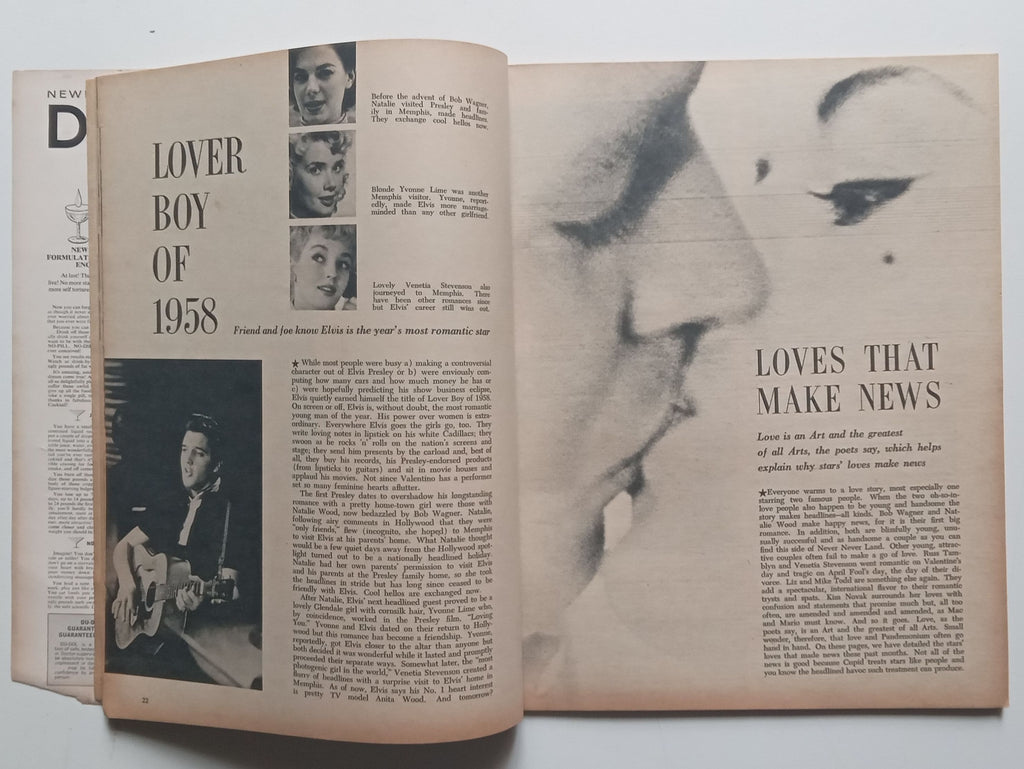 NEW
D
NEW
FORMULAT
ENG
LOVER
BOY
OF
1958
Before the advent of Bob Wagner,
Natalie visited Presley and fam-
ily in Memphis, made headlines.
They exchange cool hellos now.
Blonde Yvonne Lime was another
Memphis visitor. Yvonne, report-
edly, made Elvis more marriage-
minded than any other girlfriend.
Lovely Venetia Stevenson also
journeyed to Memphis. There
have been other romances since
but Elvis' career still wins out.
Friend and foe know Elvis is the year's most romantic star
★ While most people were busy a) making a controversial
character out of Elvis Presley or b) were enviously com-
puting how many cars and how much money he has or
c) were hopefully predicting his show business eclipse,
Elvis quietly earned himself the title of Lover Boy of 1958.
On screen or off, Elvis is, without doubt, the most romantic
young man of the year. His power over women is extra-
ordinary. Everywhere Elvis goes the girls go, too. They
write loving notes in lipstick on his white Cadillacs; they
swoon as he rocks 'n' rolls on the nation's screens and
stage; they send him presents by the carload and, best of
all, they buy his records, his Presley-endorsed products
(from lipsticks to guitars) and sit in movie houses and
applaud his movies. Not since Valentino has a performer
set so many feminine hearts aflutter.
The first Presley dates to overshadow his longstanding
romance with a pretty home-town girl were those with
Natalie Wood, now bedazzled by Bob Wagner. Natalie,
following airy comments in Hollywood that they were
"only friends," flew (incognito, she hoped) to Memphis
to visit Elvis at his parents' home. What Natalie thought
would be a few quiet days away from the Hollywood spot-
light turned out to be a nationally headlined holiday.
Natalie had her own parents' permission to visit Elvis
and his parents at the Presley family home, so she took
the headlines in stride but has long since ceased to be
friendly with Elvis. Cool hellos are exchanged now.
After Natalie, Elvis' next headlined guest proved to be a
lovely Glendale girl with cornsilk hair, Yvonne Lime who,
by coincidence, worked in the Presley film, "Loving
You." Yvonne and Elvis dated on their return to Holly-
wood but this romance has become a friendship. Yvonne,
reportedly, got Elvis closer to the altar than anyone but
both decided it was wonderful while it lasted and promptly
proceeded their separate ways. Somewhat later, the "most
photogenic girl in the world," Venetia Stevenson created a
flurry of headlines with a surprise visit to Elvis' home in
Memphis. As of now, Elvis says his No. 1 heart interest
is pretty TV model Anita Wood. And tomorrow?
22
LOVES THAT
MAKE NEWS
Love is an Art and the greatest
of all Arts, the poets say, which helps
explain why stars' loves make news
★Everyone warms to a love story, most especially one
starring two famous people. When the two oh-so-in-
love people also happen to be young and handsome the
story makes headlines—all kinds. Bob Wagner and Nat-
alie Wood make happy news, for it is their first big
romance. In addition, both are blimfully young, unu-
sually successful and as handsome a couple as you can
find this side of Never Never Land. Other young, attrac-
tive couples often fail to make a go of love. Russ Tam-
blyn and Venetia Stevenson went romantic on Valentine's
day and tragic on April Fool's day, the day of their di-
vorce. Liz and Mike Todd are something else again. They
add a spectacular, international flavor to their romantic
trysts and spats. Kim Novak surrounds her loves with
confusion and statements that promise much but, all too
often, are amended and amended and amended, as Mac
and Mario must know. And so it goes. Love, as the
poets say, is an Art and the greatest of all Arts. Small
wonder, therefore, that love and Pandemonium often go
hand in hand. On these pages, we have detailed the stars'
loves that made news these past months. Not all of the
news is good because Cupid treats stars like people and
you know the headlined havoc such treatment can produce.